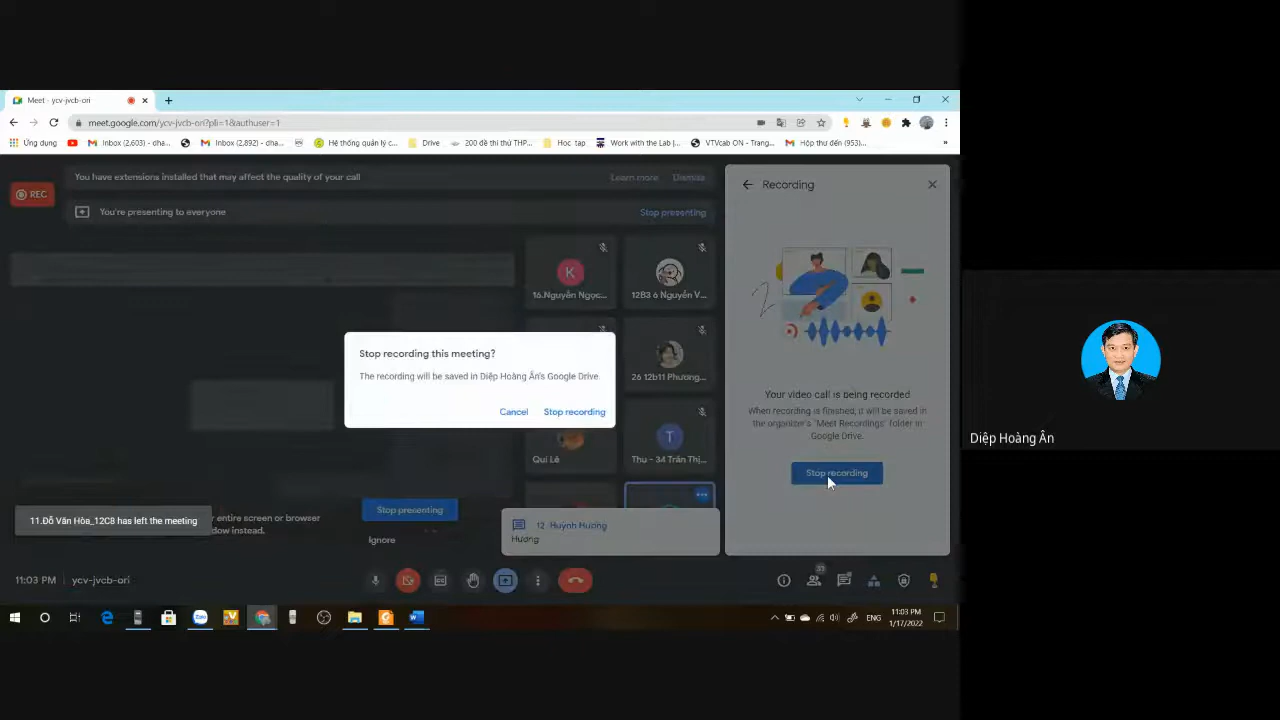 Meet - ycv-jvcb-ori
meet.google.com/ycv-jvcb-ori?pli=1&authuser=1
Ứng dụng
Inbox (2,603) - dha...
Inbox (2,892) - dha...
Hệ thống quản lý c...
Drive
200 đề thi thử THP...
Học tập
Work with the Lab |...
VTVcab ON - Trang...
Hộp thư đến (953)...
»
REC
You have extensions installed that may affect the quality of your call
Learn more
Dismiss
You're presenting to everyone
Stop presenting
Recording
16.Nguyễn Ngọc...
12B3 6 Nguyễn V...
K
Stop recording this meeting?
The recording will be saved in Diệp Hoàng Ân's Google Drive.
Cancel
Stop recording
26 12b11 Phương...
Qui Lê
T
Thu - 34 Trần Thị...
Your video call is being recorded
When recording is finished, it will be saved
in the organizer's "Meet Recordings" folder in
Google Drive.
Stop recording
11.Đỗ Văn Hòa_12C8 has left the meeting
entire screen or browser
dow instead.
Stop presenting
Ignore
12 Huỳnh Hương
Hương
11:03 PM | ycv-jvcb-ori
ENG
11:03 PM
1/17/2022
Diệp Hoàng Ân